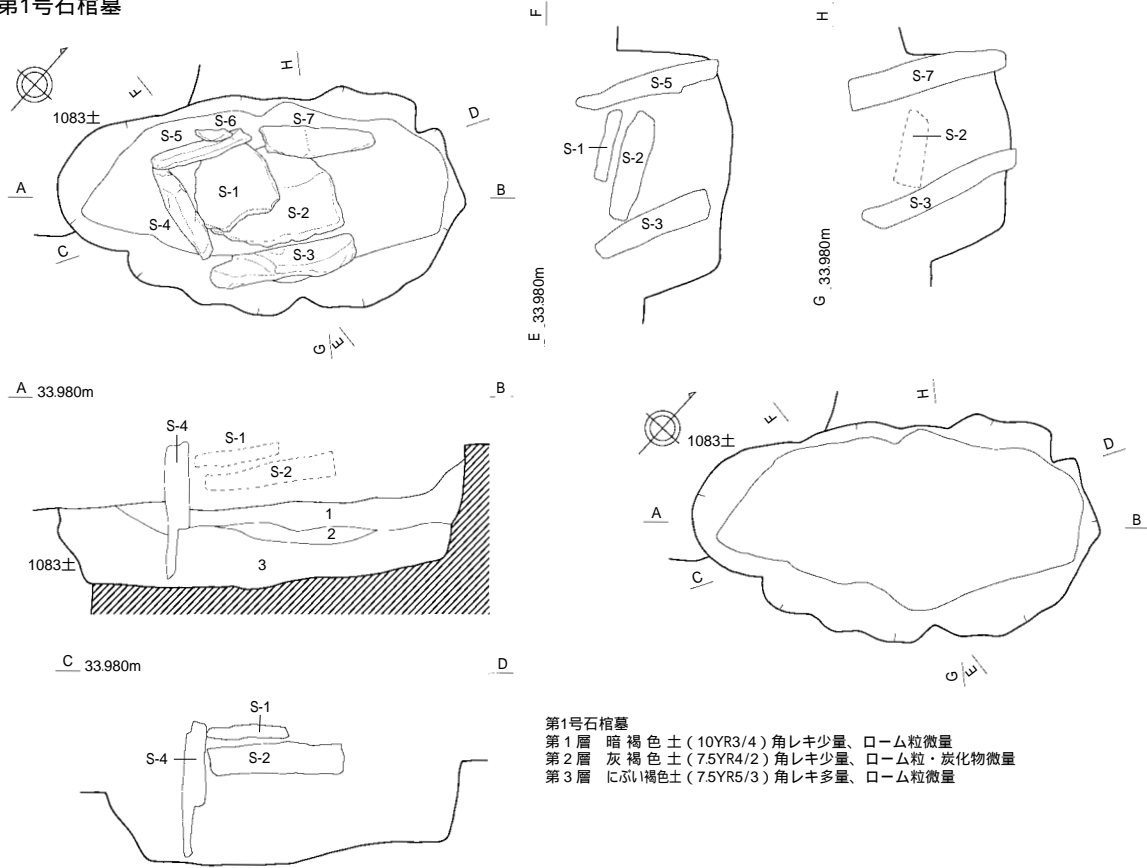 第1号石棺墓
F
H
H
F
1083土
D
S-5
S-6
S-7
A
S-1
B
S-4
S-2
S-3
C
G
E
S-5
S-1
S-2
S-3
E 33.980m
S-7
S-2
S-3
G 33.980m
A 33.980m
B
S-4
S-1
S-2
1
2
1083土
3
H
F
1083土
D
A
B
C
G
E
C 33.980m
D
S-1
S-4
S-2
第1号石棺墓
第1層 暗褐色土(10YR3/4)角レキ少量、ローム粒微量
第2層 灰褐色土(7.5YR4/2)角レキ少量、ローム粒・炭化物微量
第3層 にぶい褐色土(7.5YR5/3)角レキ多量、ローム粒微量